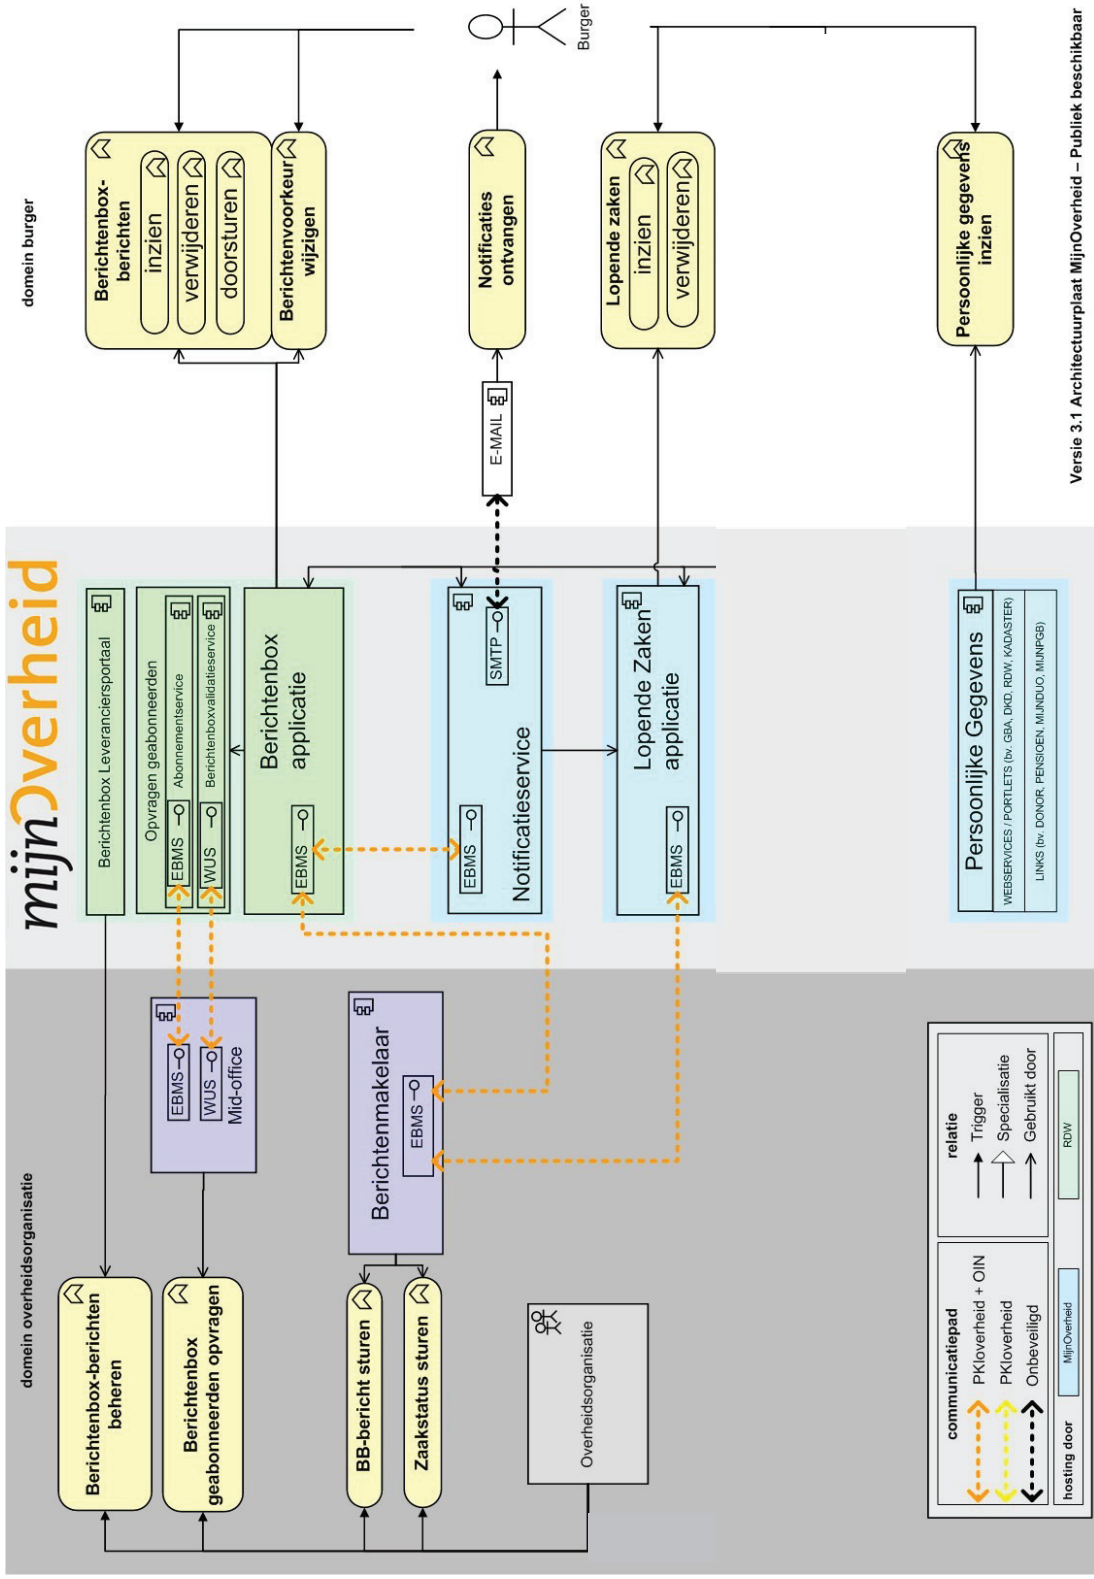 domein overheidsorganisatie
mijnOverheid
domein burger
Berichtenbox-berichten
beheren
Berichtenbox
geabonneerden opvragen
BB-bericht sturen
Zaakstatus sturen
Overheidsorganisatie
EBMS
WUS
Mid-office
Berichtenmakelaar
EBMS
Berichtenbox Leveranciersportaal
Opvragen geabonneerden
EBMS
Abonnementservice
WUS
Berichtenboxvalidatieservice
Berichtenbox
applicatie
EBMS
EBMS
SMTP
Notificatieservice
Lopende Zaken
applicatie
EBMS
Persoonlijke Gegevens
WEBSERVICES / PORTLETS (bv. GBA, DKD, RDW, KADASTER)
LINKS (bv. DONOR, PENSIOEN, MIJNDUO, MIJNPGB)
E-MAIL
Berichtenbox-
berichten
inzien
verwijderen
doorsturen
Berichtenvoorkeur
wijzigen
Notificaties
ontvangen
Lopende zaken
inzien
verwijderen
Persoonlijke gegevens
inzien
Burger
communicatiepad
PKIoverheid + OIN
PKIoverheid
Onbeveiligd
relatie
Trigger
Specialisatie
Gebruikt door
hosting door
MijnOverheid
RDW
Versie 3.1 Architectuurplaat MijnOverheid – Publiek beschikbaar